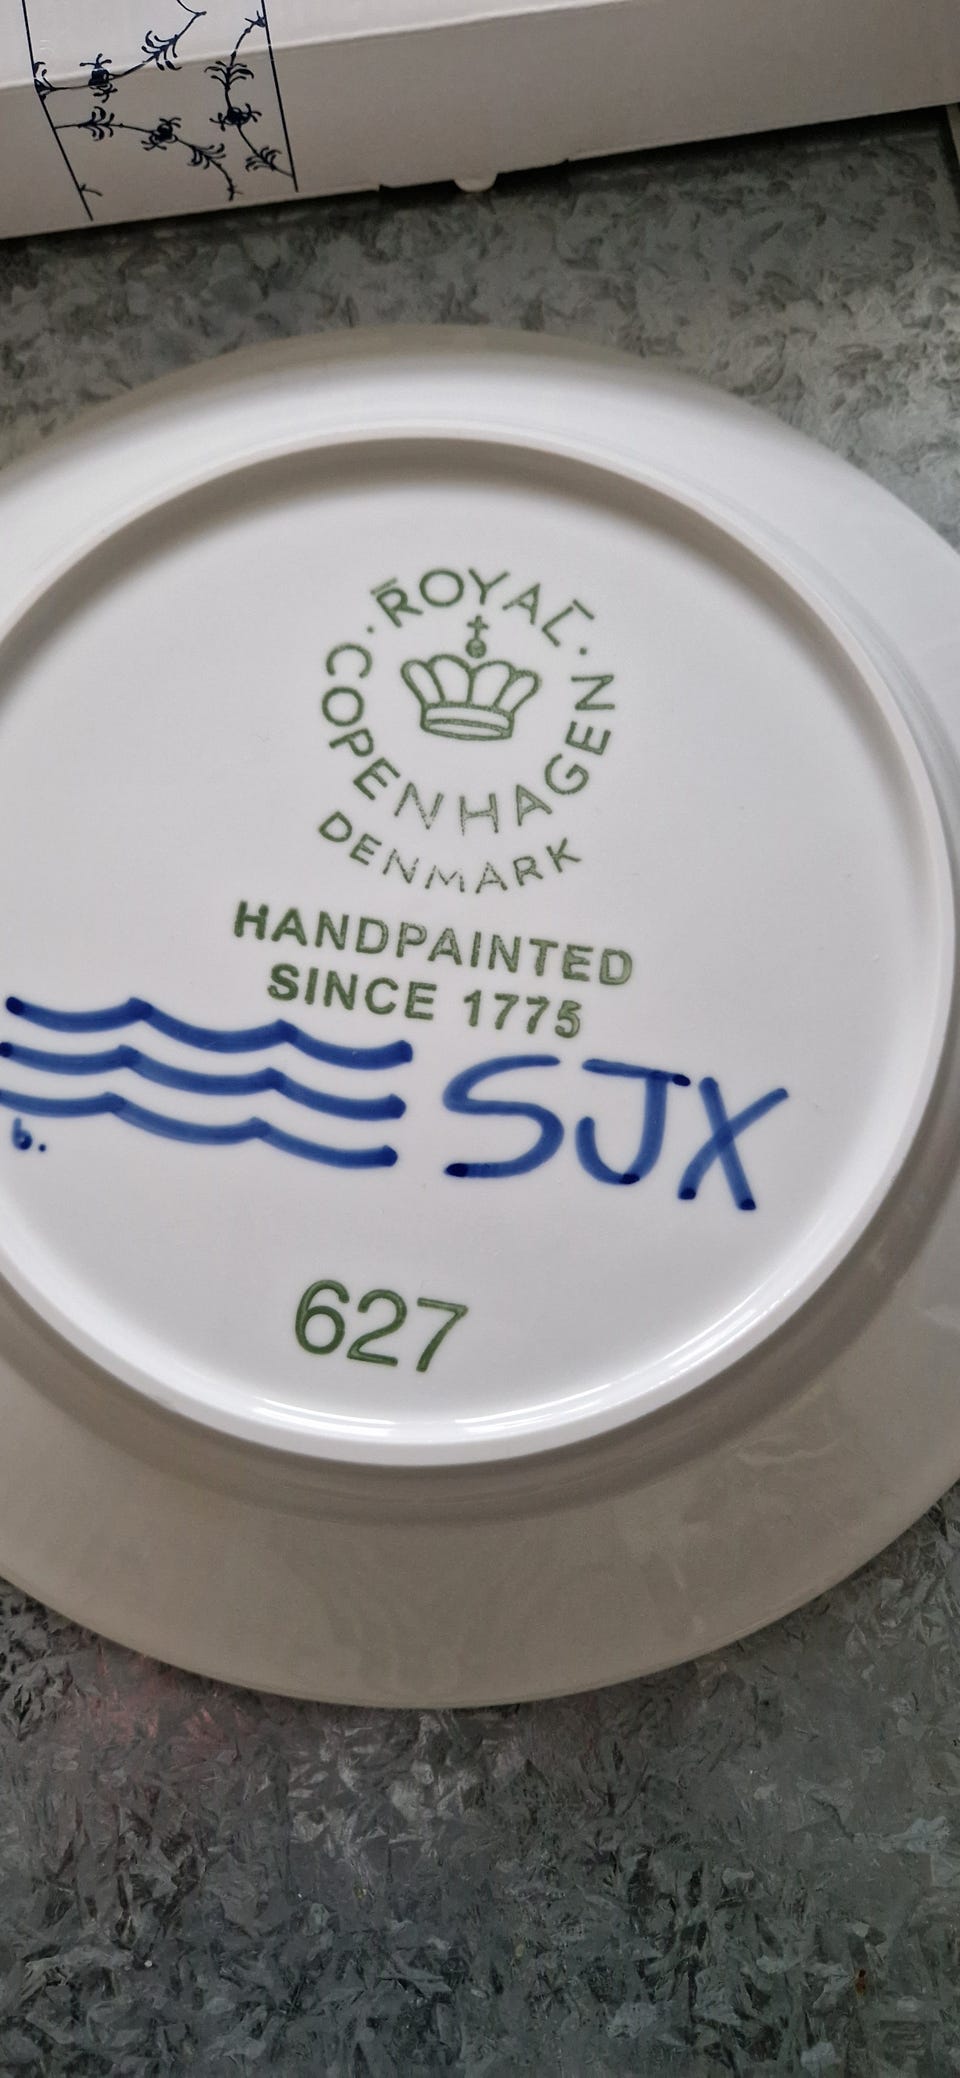 ROYAL
COPENHAGEN
DENMARK
HANDPAINTED
SINCE 1775
SJX
b.
627